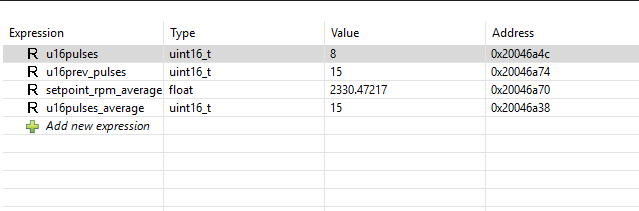 Expression Type Value Address
R u16pulses uint16_t 8 0x20046a4c
R u16prev_pulses uint16_t 15 0x20046a74
R setpoint_rpm_average float 2330.47217 0x20046a70
R u16pulses_average uint16_t 15 0x20046a38
Add new expression